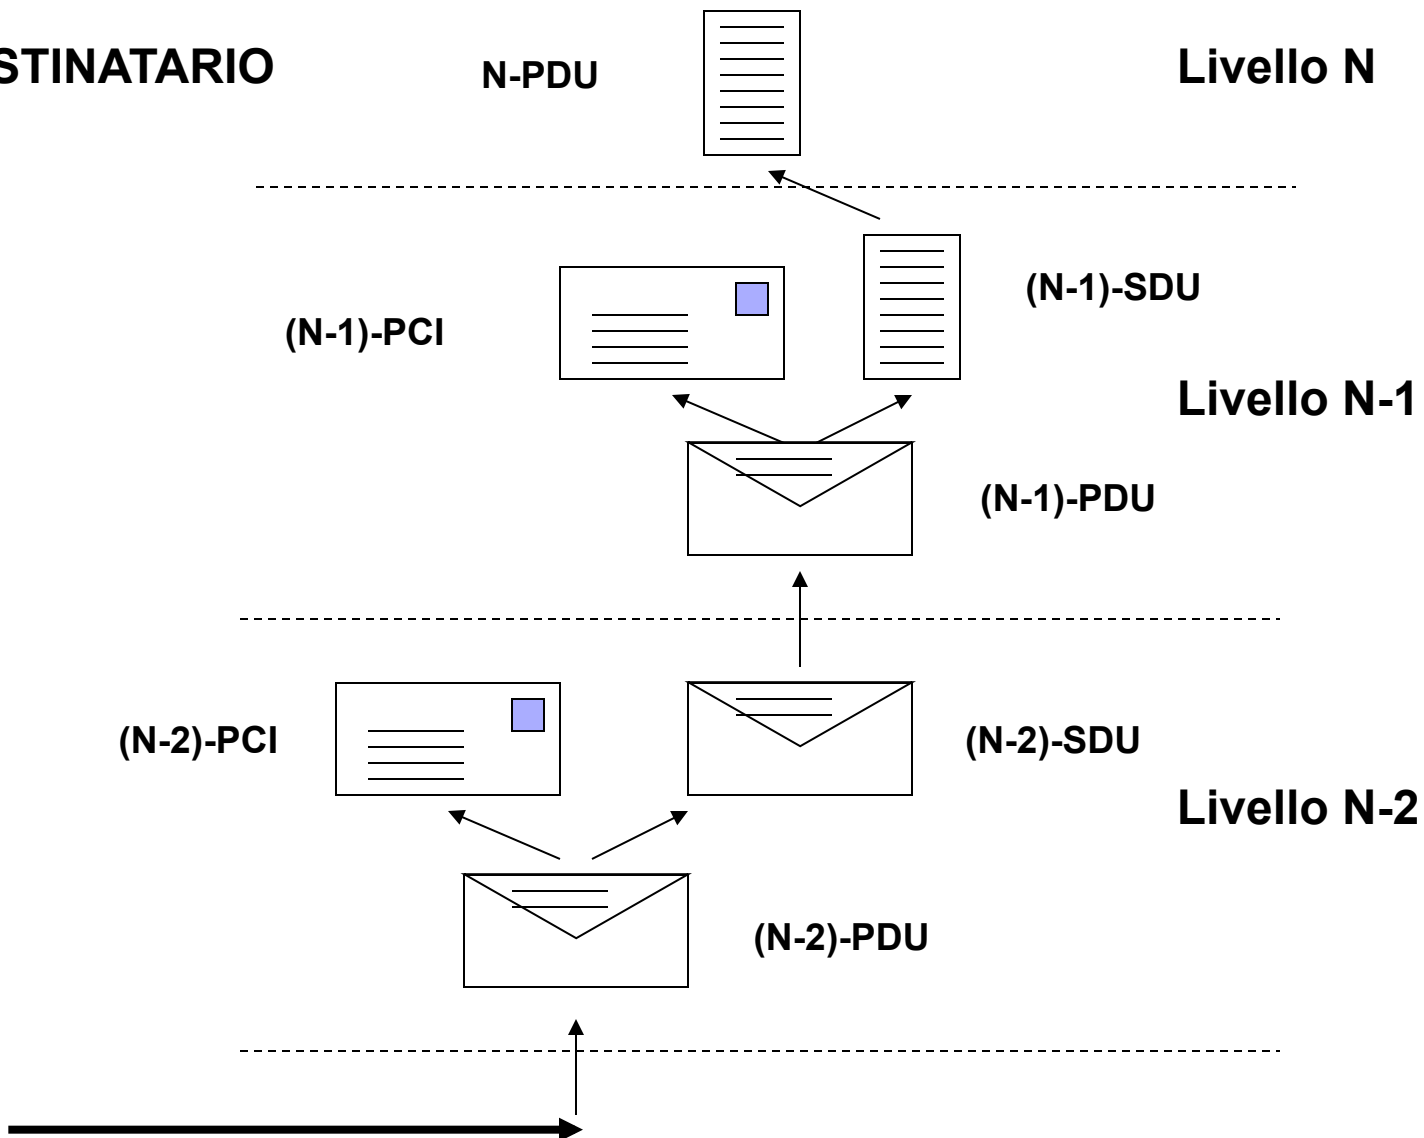 STINATARIO
N-PDU
Livello N
(N-1)-SDU
(N-1)-PCI
Livello N-1
(N-1)-PDU
(N-2)-PCI
(N-2)-SDU
Livello N-2
(N-2)-PDU